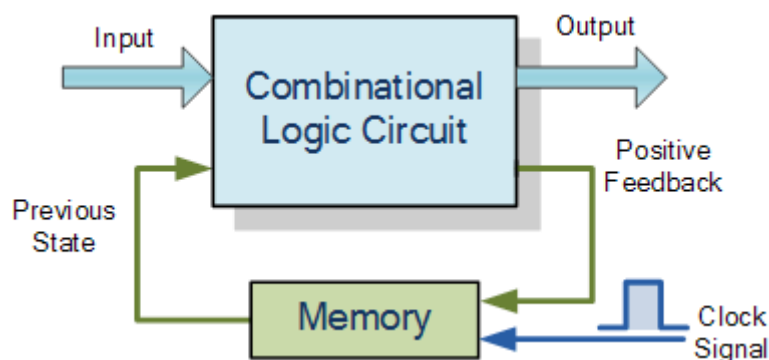 Input
Output
Combinational
Logic Circuit
Positive
Feedback
Previous
State
Memory
Clock
Signal